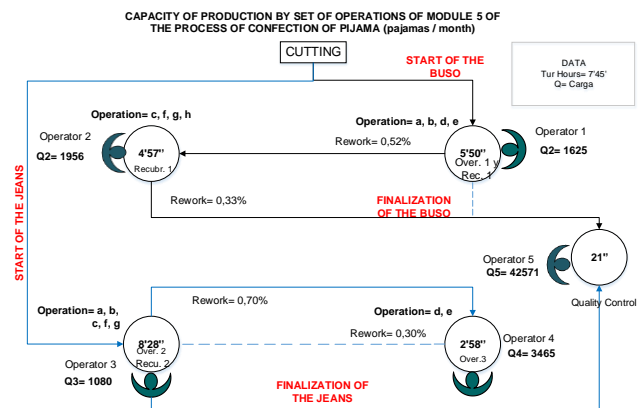 CAPACITY OF PRODUCTION BY SET OF OPERATIONS OF MODULE 5 OF
THE PROCESS OF CONFECTION OF PIJAMA (pajamas / month)
CUTTING
START OF THE
BUSO
DATA
Tur Hours= 7'45'
Q= Carga
Operation= c, f, g, h
Operation= a, b, d, e
Operator 2
Q2= 1956
4'57"
Recubr. 1
Rework= 0,52%
5'50"
Over. 1 y
Rec. 1
Operator 1
Q2= 1625
Rework= 0,33%
FINALIZATION
OF THE BUSO
START OF THE JEANS
Operator 5
Q5= 42571
21"
Quality Control
Operation= a, b,
c, f, g
Rework= 0,70%
Operation= d, e
Rework= 0,30%
8'28"
Over. 2
Recu. 2
2'58"
Over.3
Operator 4
Q4= 3465
Operator 3
Q3= 1080
FINALIZATION OF
THE JEANS